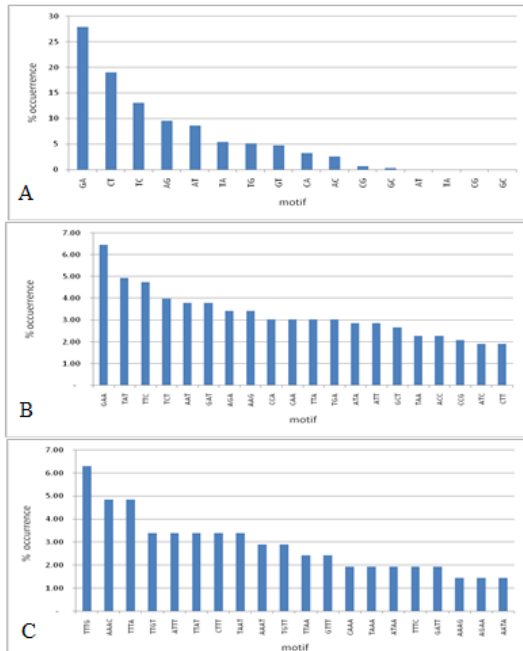 30
25
20
15
10
5
0
% occuerrence
GA CT TC AG AT TA TG GT CA AC CG GC AT TA CG GC
motif
A
7.00
6.00
5.00
4.00
3.00
2.00
1.00
-
% occuerrence
GAA TAT TTC TCT AAT GAT AGA AAG CCA CAA TTA TGA ATA ATT GCT TAA ACC CCG ATC CTT
motif
B
7.00
6.00
5.00
4.00
3.00
2.00
1.00
-
% occurrence
TTTG AAAC TTTA TTGT ATTT TTAT CTTT TAAT AAAT TGTT TTAA GTTT CAAA TAAA ATAA TTTC GATT AAAG AGAA AATA
motif
C